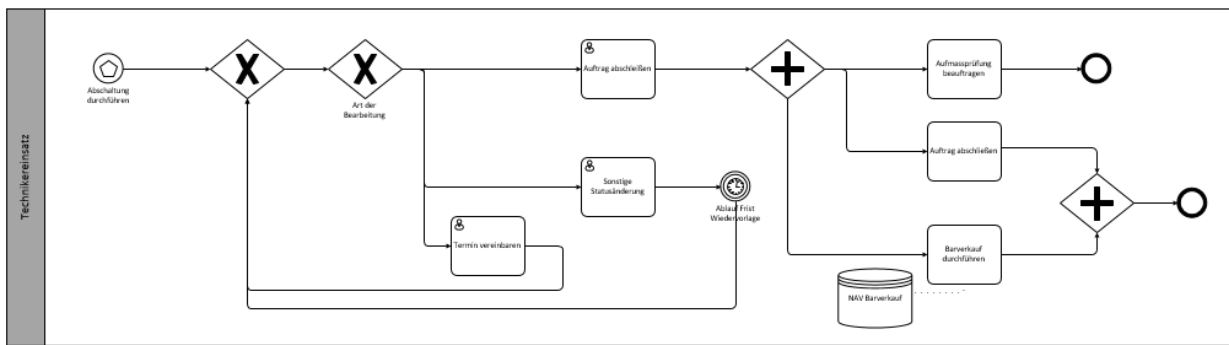 Technikereinsatz
Abschaltung
durchführen
Art der
Bearbeitung
Auftrag abschleißen
Sonstige
Statusänderung
Termin vereinbaren
Ablauf Frist
Wiedervorlage
Aufmassprüfung
beauftragen
Auftrag abschließen
Barverkauf
durchführen
NAV Barverkauf